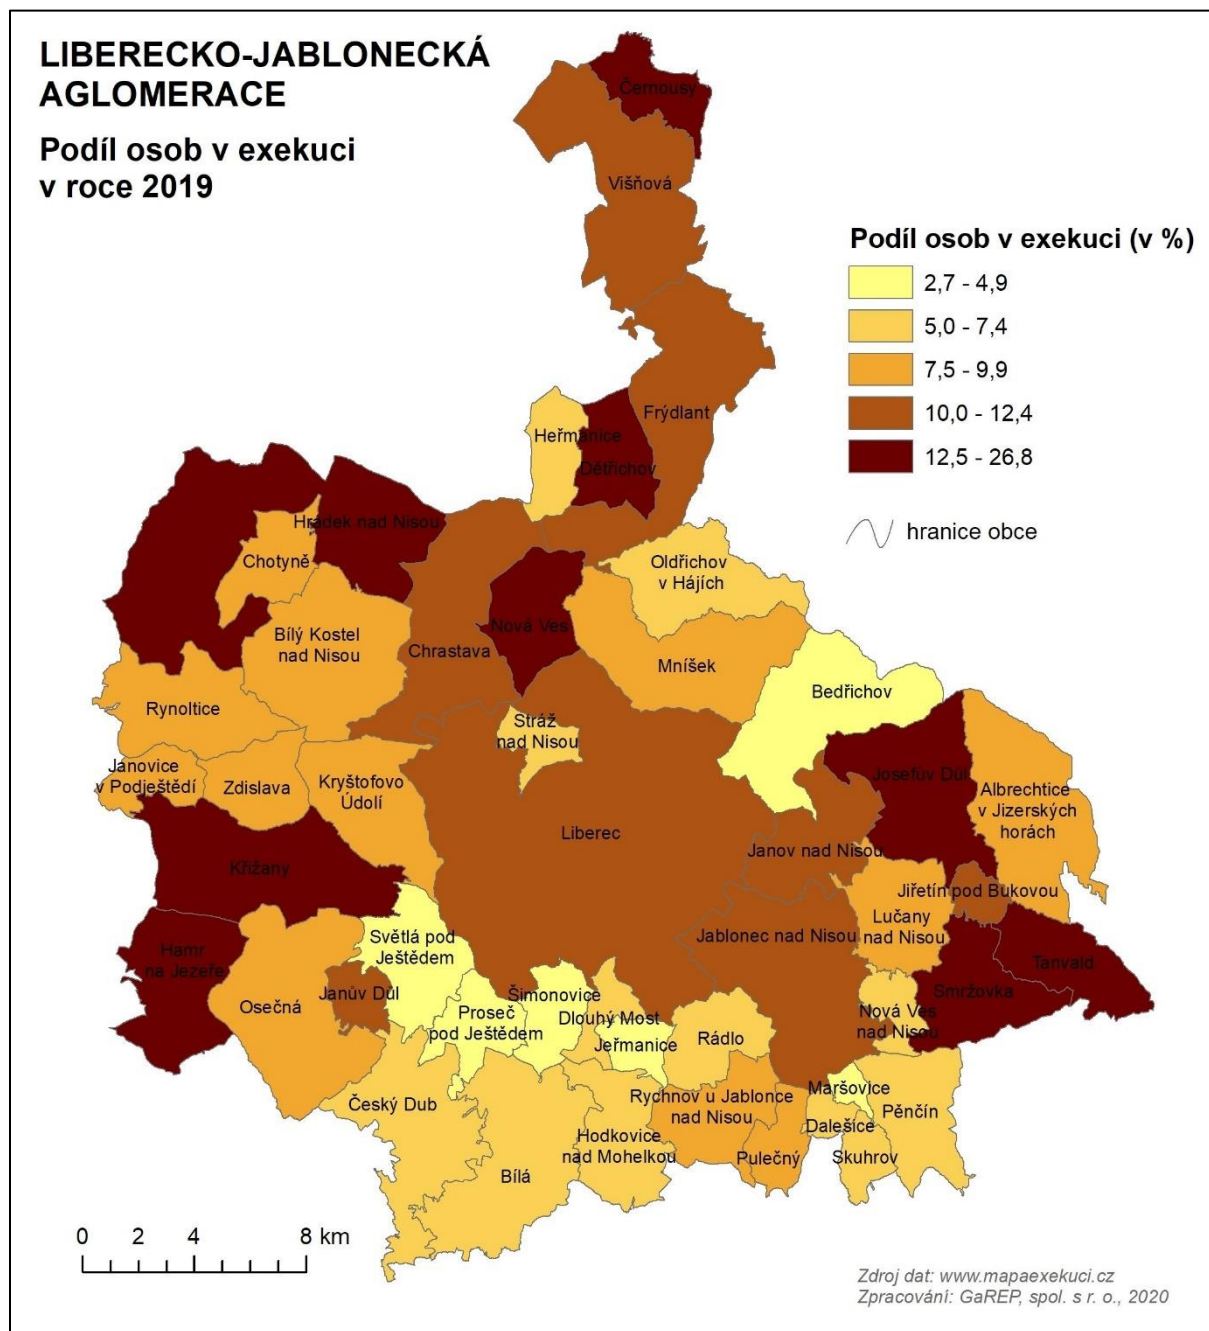 LIBERECKO-JABLONECKÁ
AGLOMERACE
Podíl osob v exekuci
v roce 2019
Černousy
Višňová
Podíl osob v exekuci (v %)
2,7 - 4,9
5,0 - 7,4
7,5 - 9,9
10,0 - 12,4
12,5 - 26,8
hranice obce
Frýdlant
Heřmanice
Dětřichov
Hrádek nad Nisou
Chotyně
Oldřichov
v Hájích
Nová Ves
Bílý Kostel
nad Nisou
Chrastava
Mníšek
Bedřichov
Rynoltice
Stráž
nad Nisou
Janovice
v Podještědí
Zdislava
Kryštofovo
Údolí
Josefův Důl
Albrechtice
v Jizerských
horách
Liberec
Janov nad Nisou
Křižany
Jiřetín pod Bukovou
Lučany
nad Nisou
Světlá pod
Ještědem
Jablonec nad Nisou
Hamr
na Jezeře
Tanvald
Osečná
Janův Důl
Šimonovice
Smržovka
Proseč
pod Ještědem
Dlouhý Most
Jeřmanice
Rádlo
Nová Ves
nad Nisou
Maršovice
Český Dub
Rychnov u Jablonce
nad Nisou
Pěnčín
Dalešice
Hodkovice
nad Mohelkou
Pulečný
Skuhrov
Bílá
0 2 4 8 km
Zdroj dat: www.mapaexekuci.cz
Zpracování: GaREP, spol. s r. o., 2020